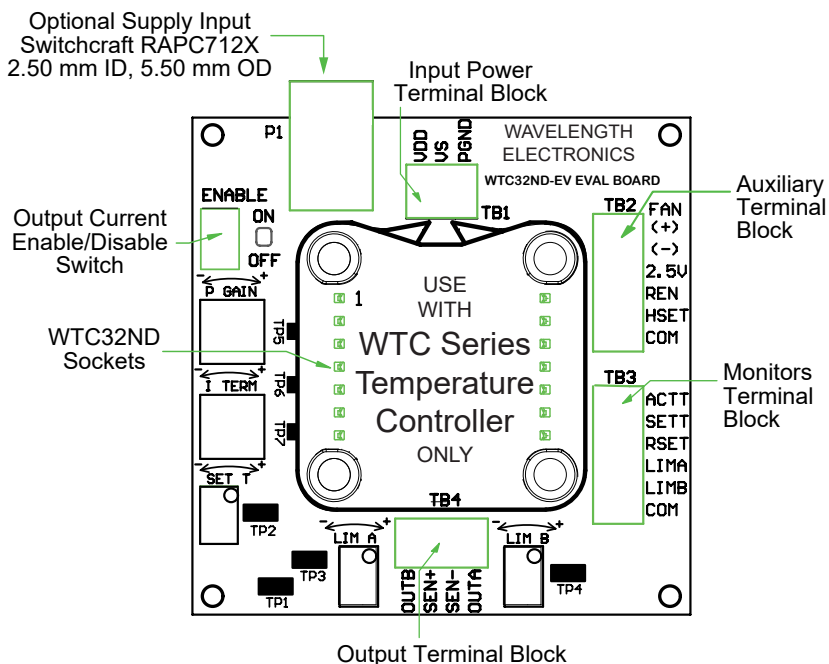 Optional Supply Input
Switchcraft RAPC712X
2.50 mm ID, 5.50 mm OD
Input Power
Terminal Block
P1
VDD
VS
PGND
WAVELENGTH
ELECTRONICS
WTC32ND-EV EVAL BOARD
TB1
ENABLE
ON
OFF
Output Current
Enable/Disable
Switch
TB2
FAN
(+)
(-)
2.5V
REN
HSET
COM
Auxiliary
Terminal
Block
- +
P GAIN
TP5
1
USE
WITH
WTC Series
Temperature
Controller
ONLY
WTC32ND
Sockets
- +
I TERM
TP6
TP7
TB3
ACTT
SETT
RSET
LIMA
LIMB
COM
Monitors
Terminal
Block
- +
SET T
TP2
TB4
- +
LIM A
- +
LIM B
TP3
TP1
OUTB
SEN+
SEN-
OUTA
TP4
Output Terminal Block